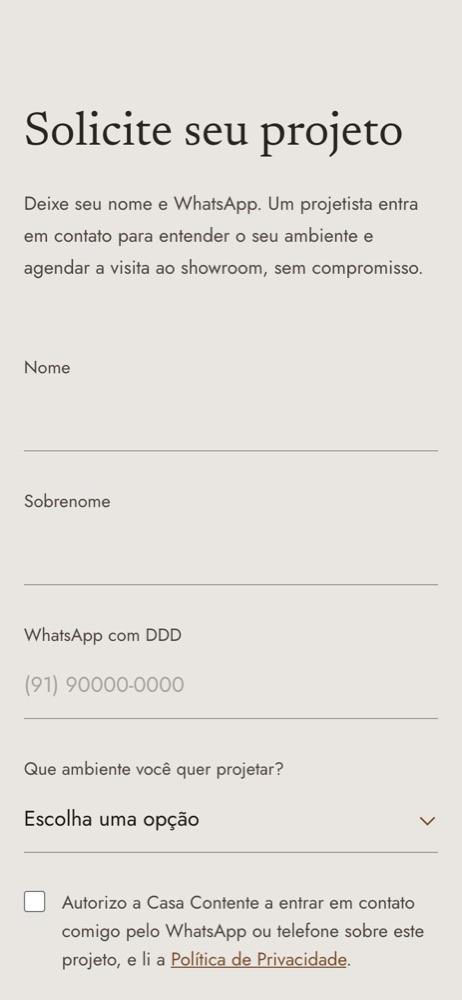 Solicite seu projeto
Deixe seu nome e WhatsApp. Um projetista entra
em contato para entender o seu ambiente e
agendar a visita ao showroom, sem compromisso.
Nome
Sobrenome
WhatsApp com DDD
(91) 90000-0000
Que ambiente você quer projetar?
Escolha uma opção
Autorizo a Casa Contente a entrar em contato
comigo pelo WhatsApp ou telefone sobre este
projeto, e li a Política de Privacidade.